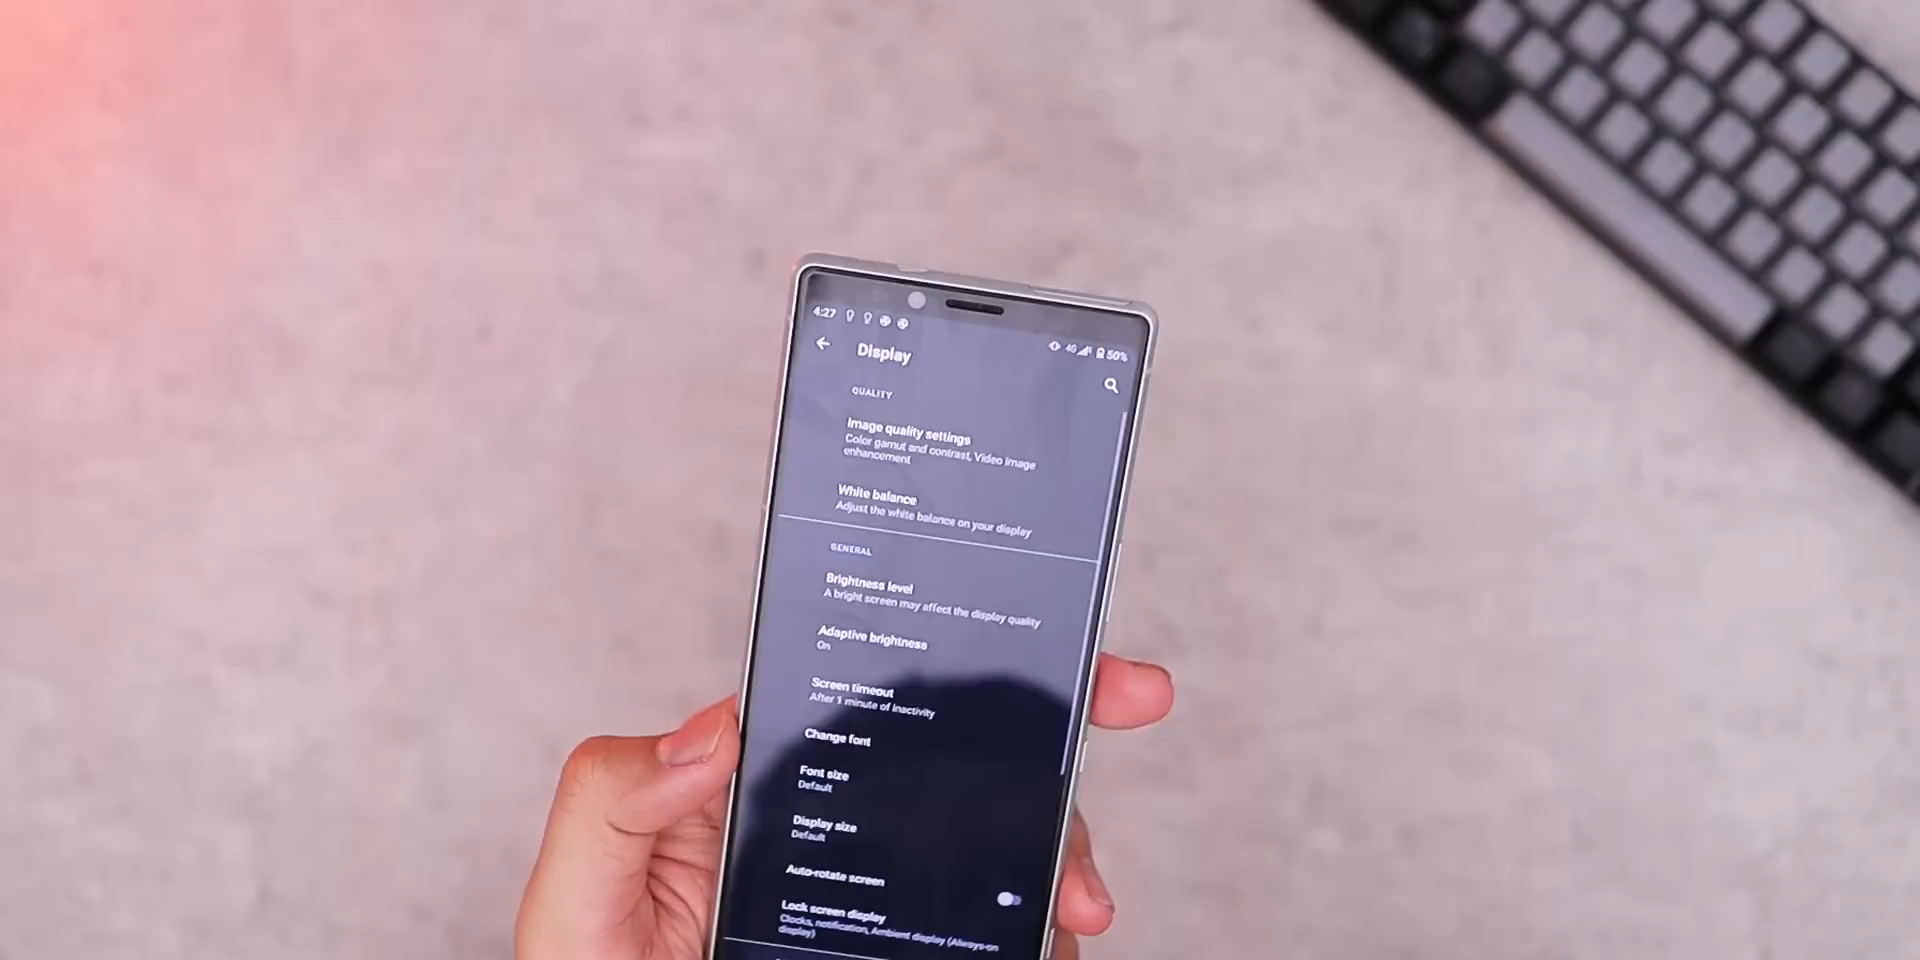 4:27
4G 50%
Display
QUALITY
Image quality settings
Color gamut and contrast, Video image
enhancement
White balance
Adjust the white balance on your display
GENERAL
Brightness level
A bright screen may affect the display quality
Adaptive brightness
On
Screen timeout
After 1 minute of inactivity
Change font
Font size
Default
Display size
Default
Auto-rotate screen
Lock screen display
Clocks, notification, Ambient display (Always-on
display)